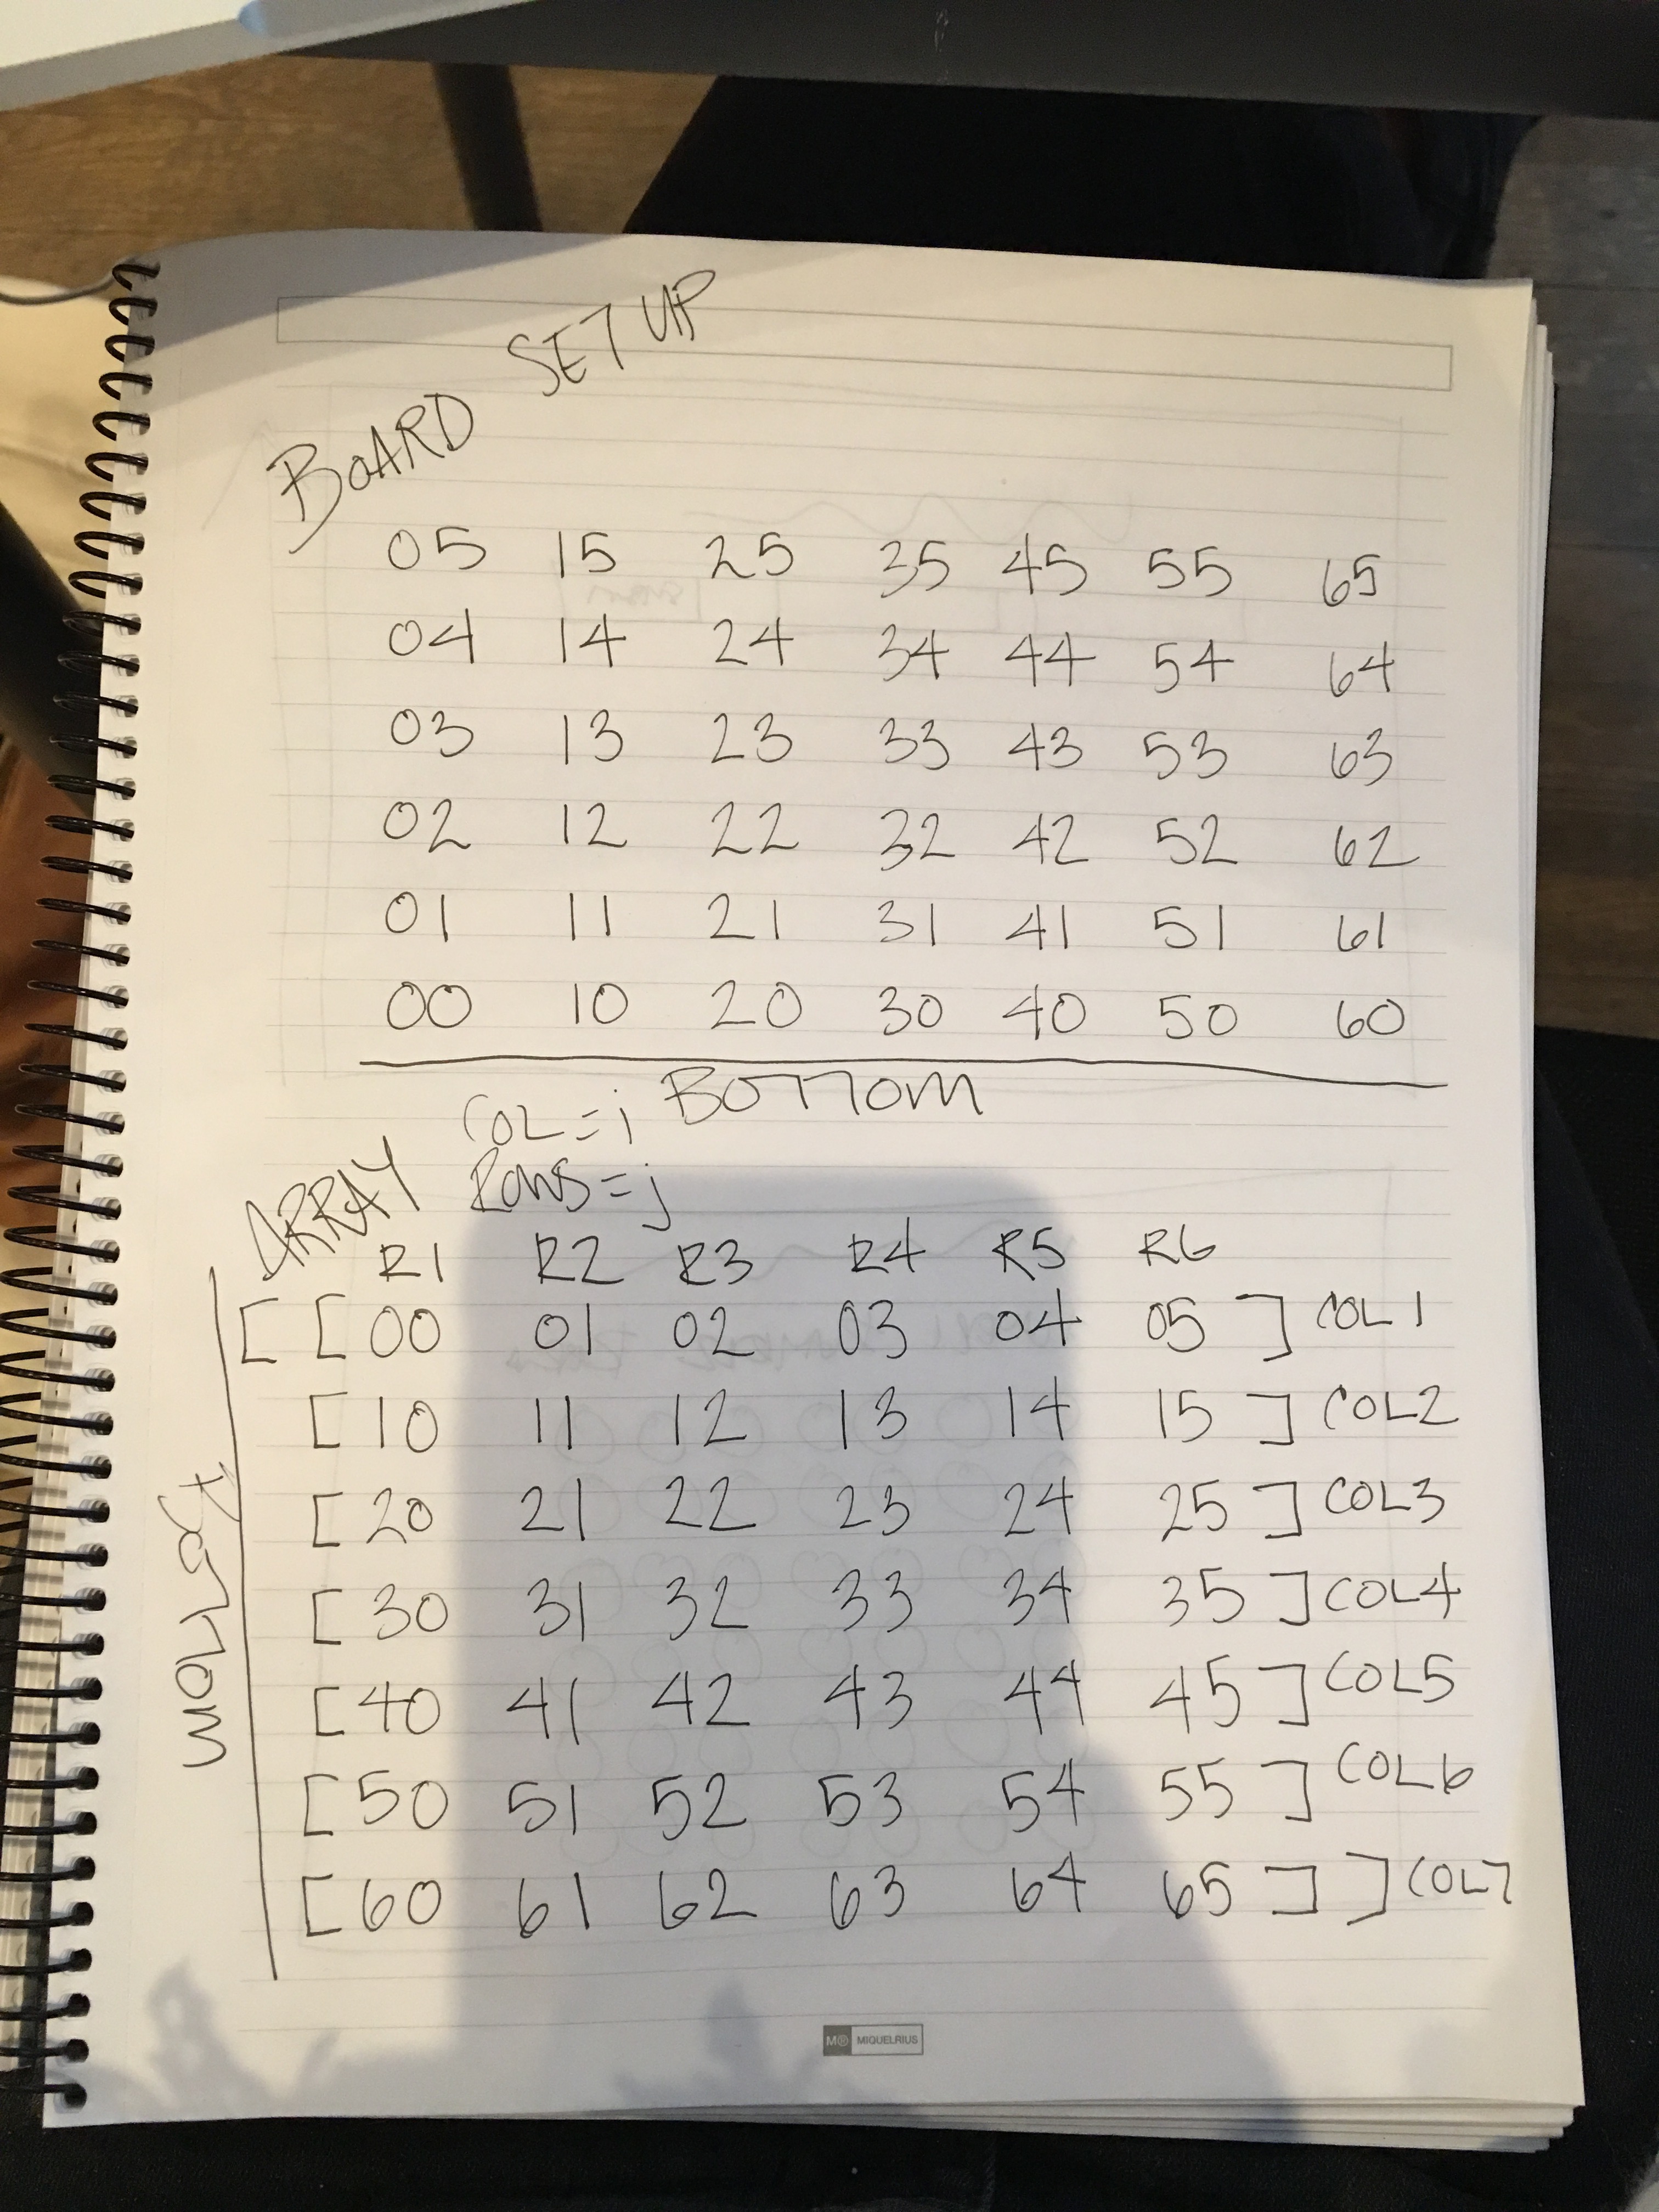 BOARD SET UP
05 15 25 35 45 55 65
04 14 24 34 44 54 64
03 13 23 33 43 53 63
02 12 22 32 42 52 62
01 11 21 31 41 51 61
00 10 20 30 40 50 60
BOTTOM
COL = i
ROWS = j
ARRAY
R1 R2 R3 R4 R5 R6
[ [ 00 01 02 03 04 05 ] COL 1
[ 10 11 12 13 14 15 ] COL2
[ 20 21 22 23 24 25 ] COL3
[ 30 31 32 33 34 35 ] COL4
[ 40 41 42 43 44 45 ] COL5
[ 50 51 52 53 54 55 ] COL6
[ 60 61 62 63 64 65 ] ] COL7
BOTTOM
MR MIQUELRIUS